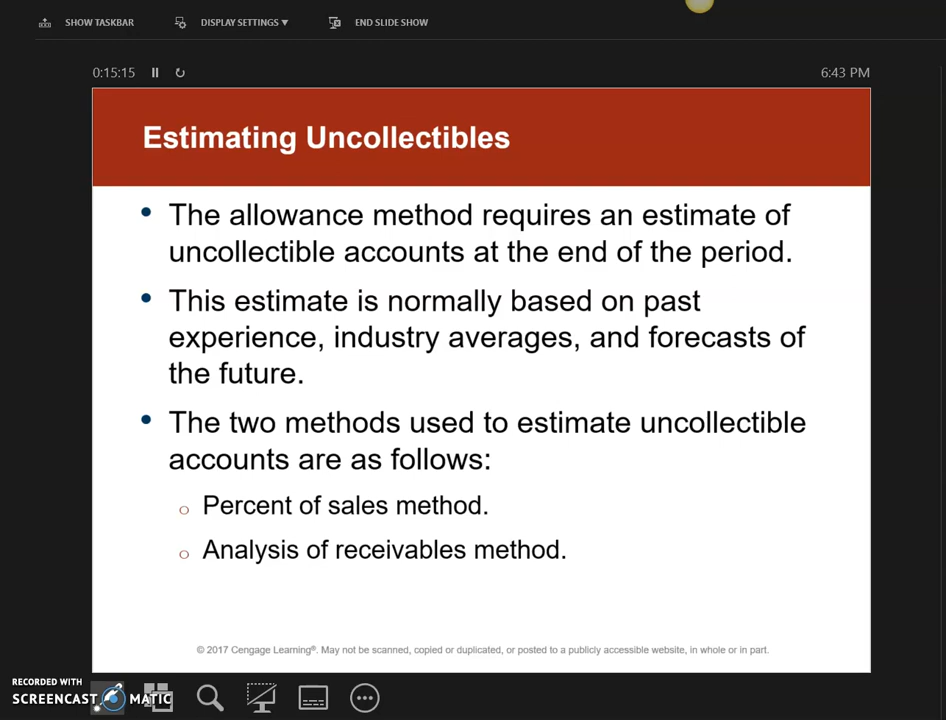 SHOW TASKBAR DISPLAY SETTINGS ▼ END SLIDE SHOW
0:15:15 6:43 PM
Estimating Uncollectibles
• The allowance method requires an estimate of
uncollectible accounts at the end of the period.
• This estimate is normally based on past
experience, industry averages, and forecasts of
the future.
• The two methods used to estimate uncollectible
accounts are as follows:
o Percent of sales method.
o Analysis of receivables method.
© 2017 Cengage Learning®. May not be scanned, copied or duplicated, or posted to a publicly accessible website, in whole or in part.
RECORDED WITH
SCREENCAST MATIC